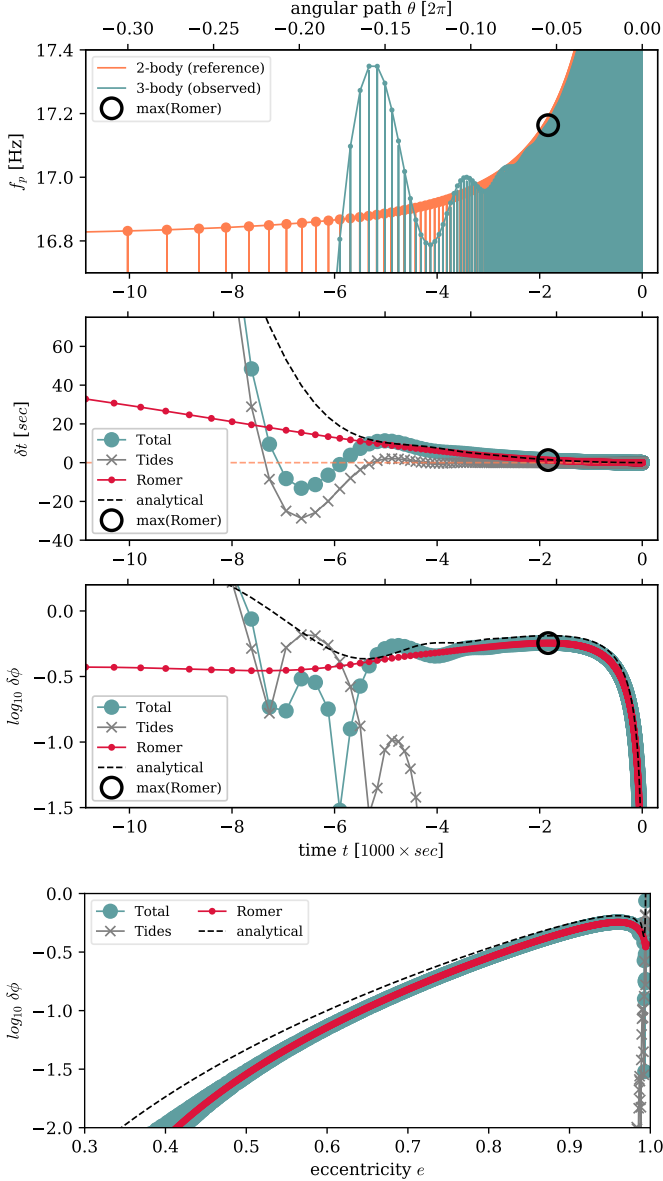 angular path θ [2π]
−0.30 −0.25 −0.20 −0.15 −0.10 −0.05 0.00
17.4
17.2
17.0
16.8
f_p [Hz]
2-body (reference)
3-body (observed)
max(Romer)
−10 −8 −6 −4 −2 0
60
40
20
0
−20
−40
δt [sec]
Total
Tides
Romer
analytical
max(Romer)
−10 −8 −6 −4 −2 0
0.0
−0.5
−1.0
−1.5
log₁₀ δϕ
Total
Tides
Romer
analytical
max(Romer)
−10 −8 −6 −4 −2 0
time t [1000 × sec]
0.0
−0.5
−1.0
−1.5
−2.0
log₁₀ δϕ
Total Romer
Tides analytical
0.3 0.4 0.5 0.6 0.7 0.8 0.9 1.0
eccentricity e